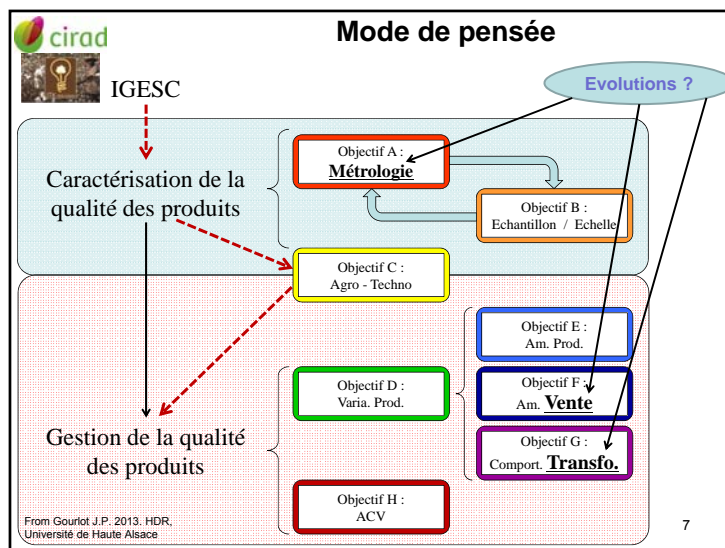 cirad
Mode de pensée
IGESC
Evolutions ?
Caractérisation de la
qualité des produits
Objectif A :
Métrologie
Objectif B :
Echantillon / Echelle
Objectif C :
Agro - Techno
Objectif D :
Varia. Prod.
Objectif E :
Am. Prod.
Objectif F :
Am. Vente
Objectif G :
Comport. Transfo.
Gestion de la qualité
des produits
Objectif H :
ACV
From Gourlot J.P. 2013. HDR,
Université de Haute Alsace
7